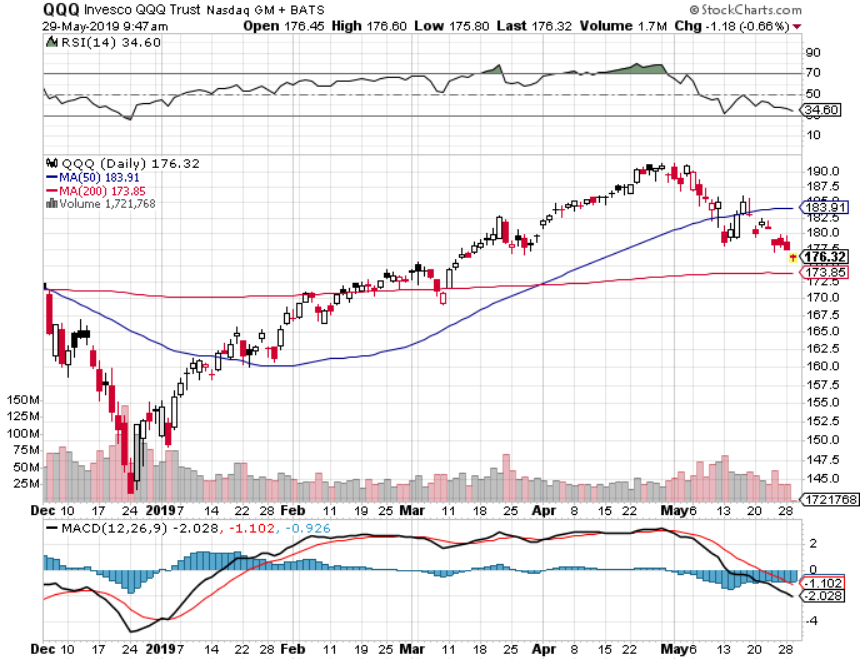 QQQ Invesco QQQ Trust Nasdaq GM + BATS
© StockCharts.com
29-May-2019 9:47am
Open 176.45 High 176.60 Low 175.80 Last 176.32 Volume 1.7M Chg -1.18 (-0.66%)
RSI(14) 34.60
90
70
50
34.60
10
QQQ (Daily) 176.32
MA(50) 183.91
MA(200) 173.85
Volume 1,721,768
190.0
187.5
183.91
180.0
176.32
173.85
172.5
170.0
167.5
165.0
162.5
160.0
157.5
155.0
152.5
150.0
147.5
145.0
150M
125M
100M
75M
50M
25M
1721768
Dec 10 17 24 2019 7 14 22 28 Feb 11 19 25 Mar 11 18 25 Apr 8 15 22 May 6 13 20 28
MACD(12,26,9) -2.028, -1.102, -0.926
2
0
-1.102
-2.028
-4
Dec 10 17 24 2019 7 14 22 28 Feb 11 19 25 Mar 11 18 25 Apr 8 15 22 May 6 13 20 28